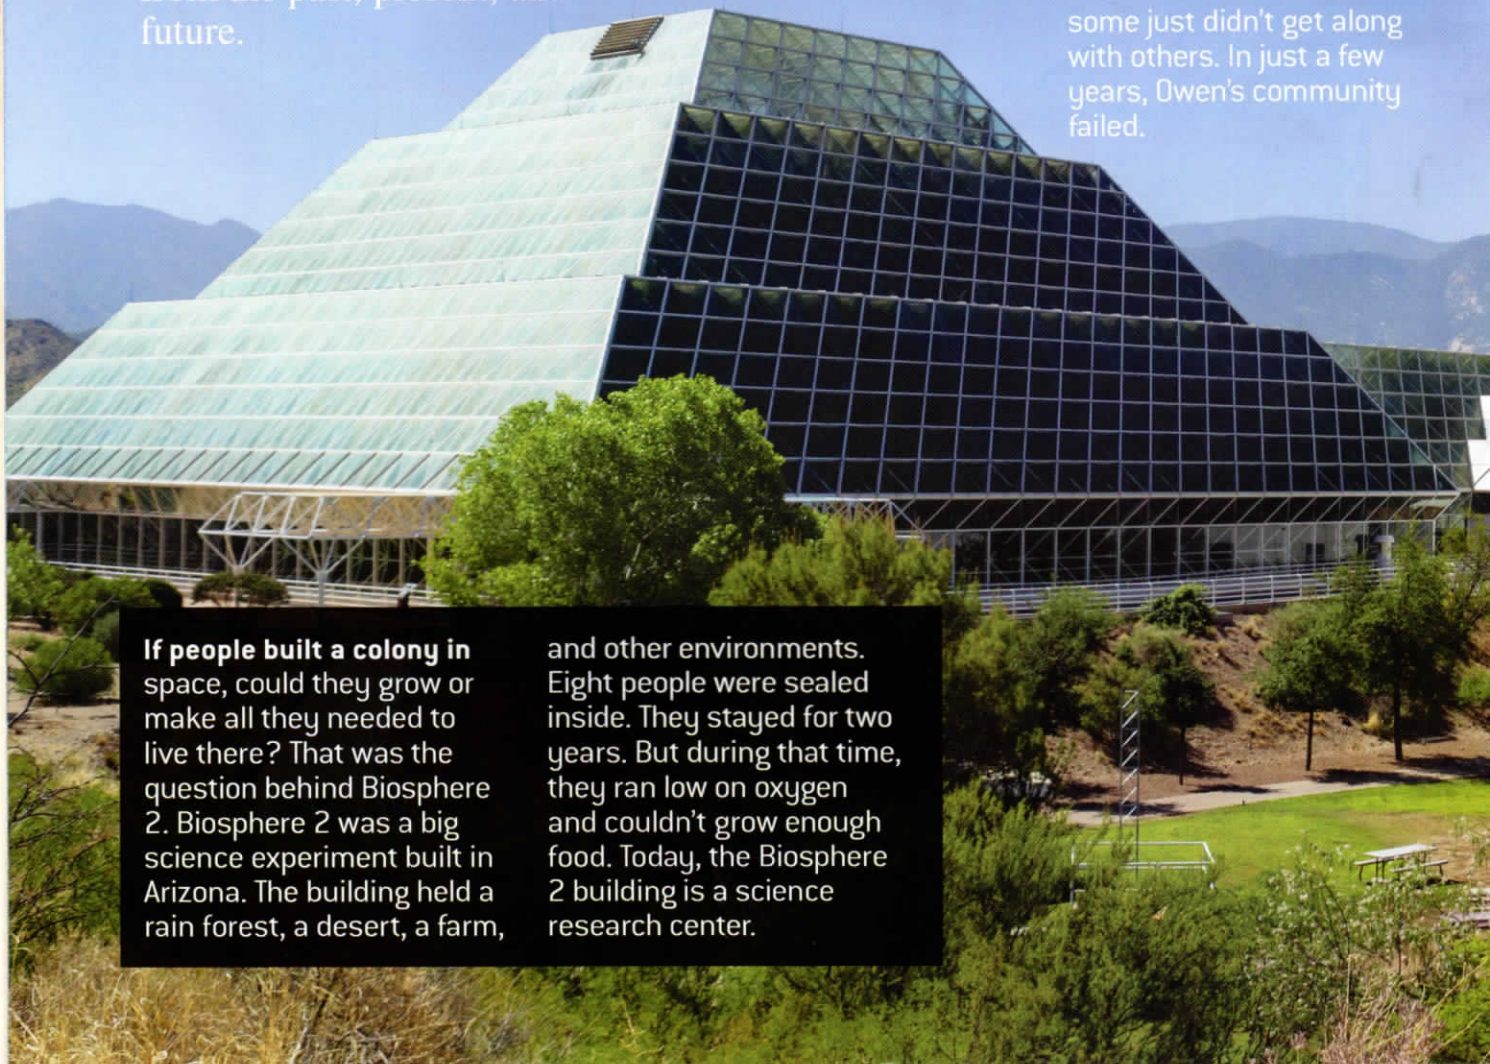 future.
some just didn't get along
with others. In just a few
years, Owen's community
failed.
If people built a colony in
space, could they grow or
make all they needed to
live there? That was the
question behind Biosphere
2. Biosphere 2 was a big
science experiment built in
Arizona. The building held a
rain forest, a desert, a farm,
and other environments.
Eight people were sealed
inside. They stayed for two
years. But during that time,
they ran low on oxygen
and couldn't grow enough
food. Today, the Biosphere
2 building is a science
research center.